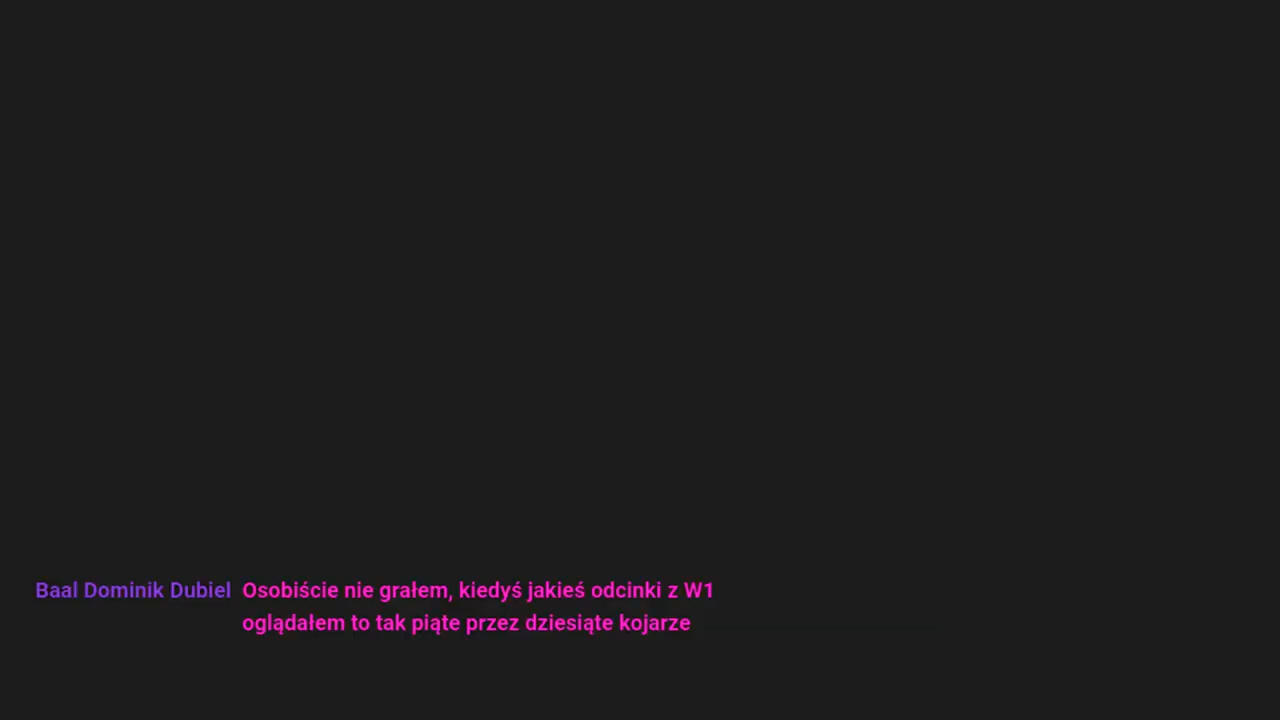 Baal Dominik Dubiel Osobiście nie grałem, kiedyś jakieś odcinki z W1
oglądałem to tak piąte przez dziesiąte kojarze